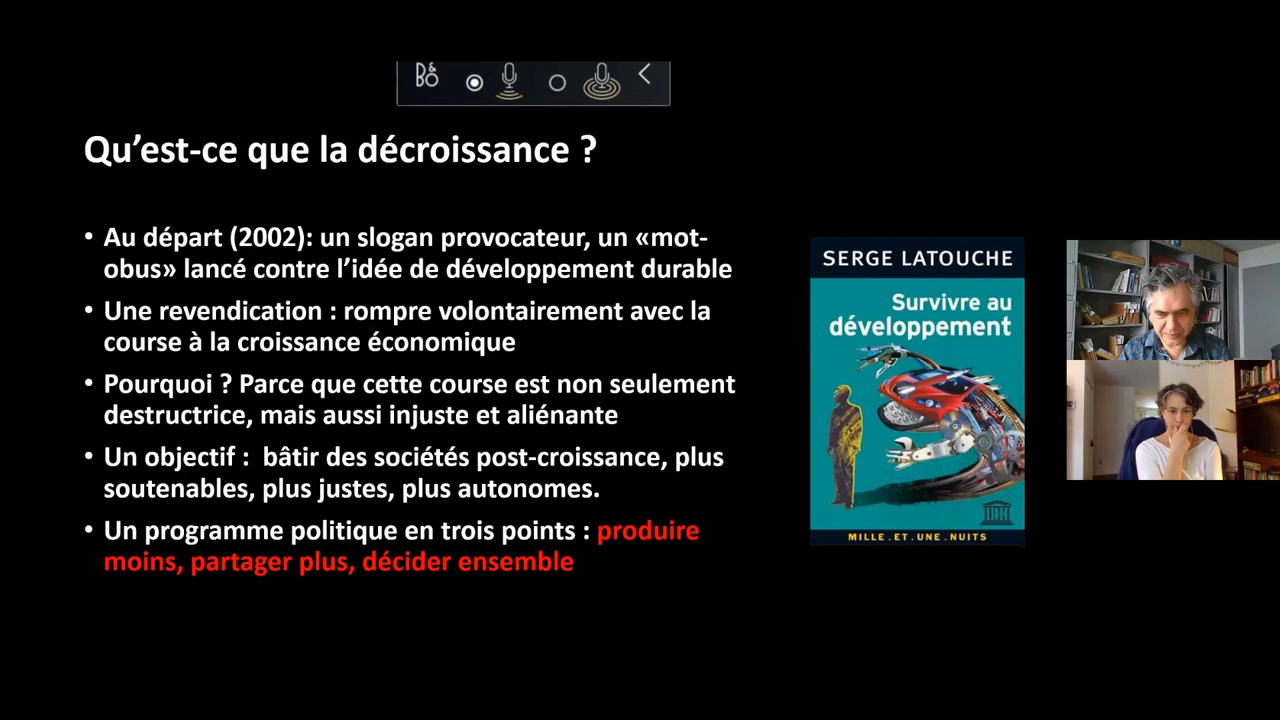 B&O
Qu’est-ce que la décroissance ?
• Au départ (2002): un slogan provocateur, un «mot-
obus» lancé contre l’idée de développement durable
• Une revendication : rompre volontairement avec la
course à la croissance économique
• Pourquoi ? Parce que cette course est non seulement
destructrice, mais aussi injuste et aliénante
• Un objectif : bâtir des sociétés post-croissance, plus
soutenables, plus justes, plus autonomes.
• Un programme politique en trois points : produire
moins, partager plus, décider ensemble
SERGE LATOUCHE
Survivre au
développement
MILLE.ET.UNE.NUITS